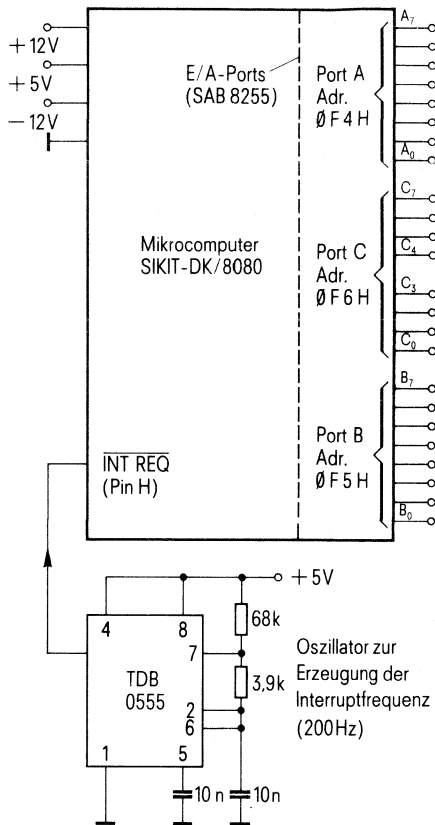 +12V
+5V
−12V
E/A-Ports
(SAB 8255)
Mikrocomputer
SIKIT-DK/8080
Port A
Adr.
ØF4H
A₇
A₀
Port C
Adr.
ØF6H
C₇
C₄
C₃
C₀
Port B
Adr.
ØF5H
B₇
B₀
INT REQ
(Pin H)
+5V
4
8
7
68k
3,9k
TDB
0555
2
6
1
5
10n
10n
Oszillator zur
Erzeugung der
Interruptfrequenz
(200Hz)